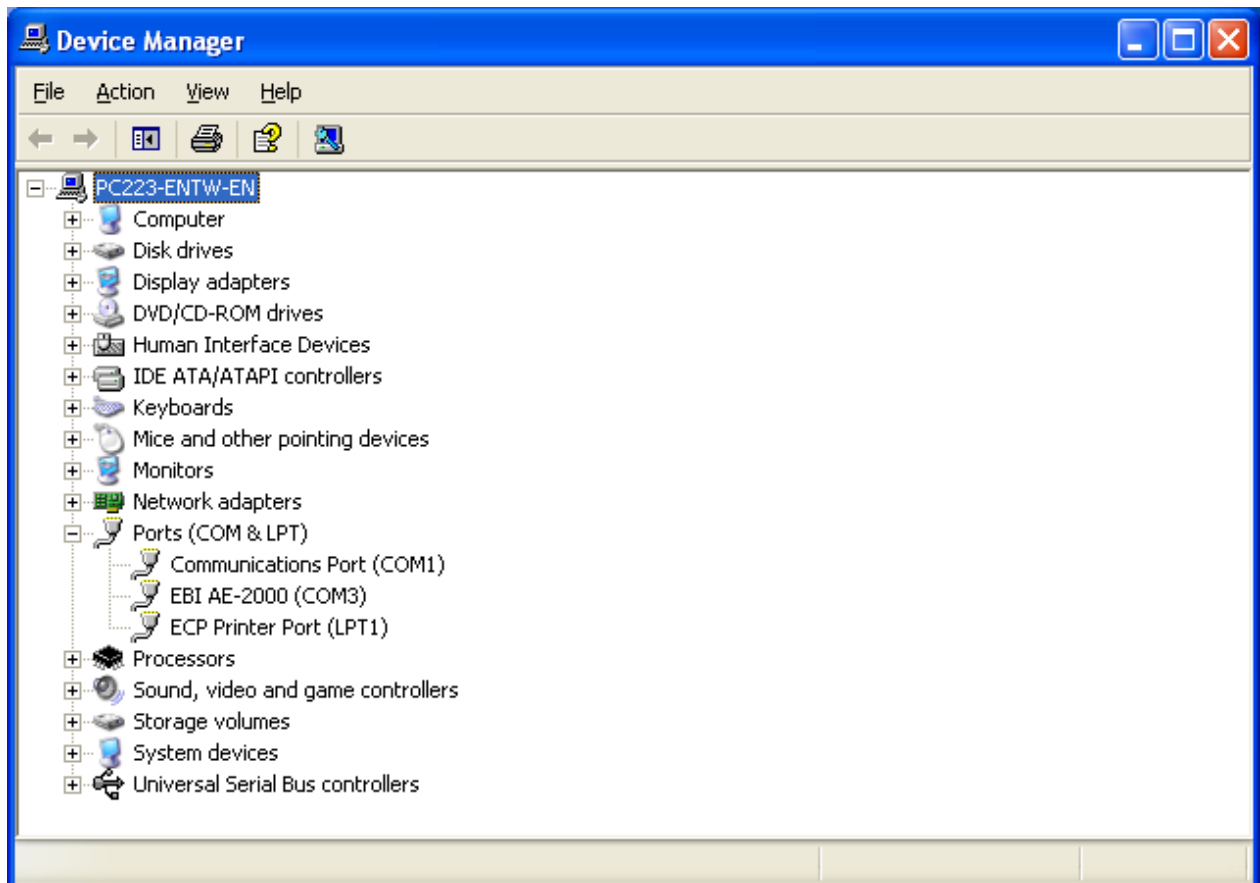 Device Manager
File Action View Help
PC223-ENTW-EN
Computer
Disk drives
Display adapters
DVD/CD-ROM drives
Human Interface Devices
IDE ATA/ATAPI controllers
Keyboards
Mice and other pointing devices
Monitors
Network adapters
Ports (COM & LPT)
Communications Port (COM1)
EBI AE-2000 (COM3)
ECP Printer Port (LPT1)
Processors
Sound, video and game controllers
Storage volumes
System devices
Universal Serial Bus controllers